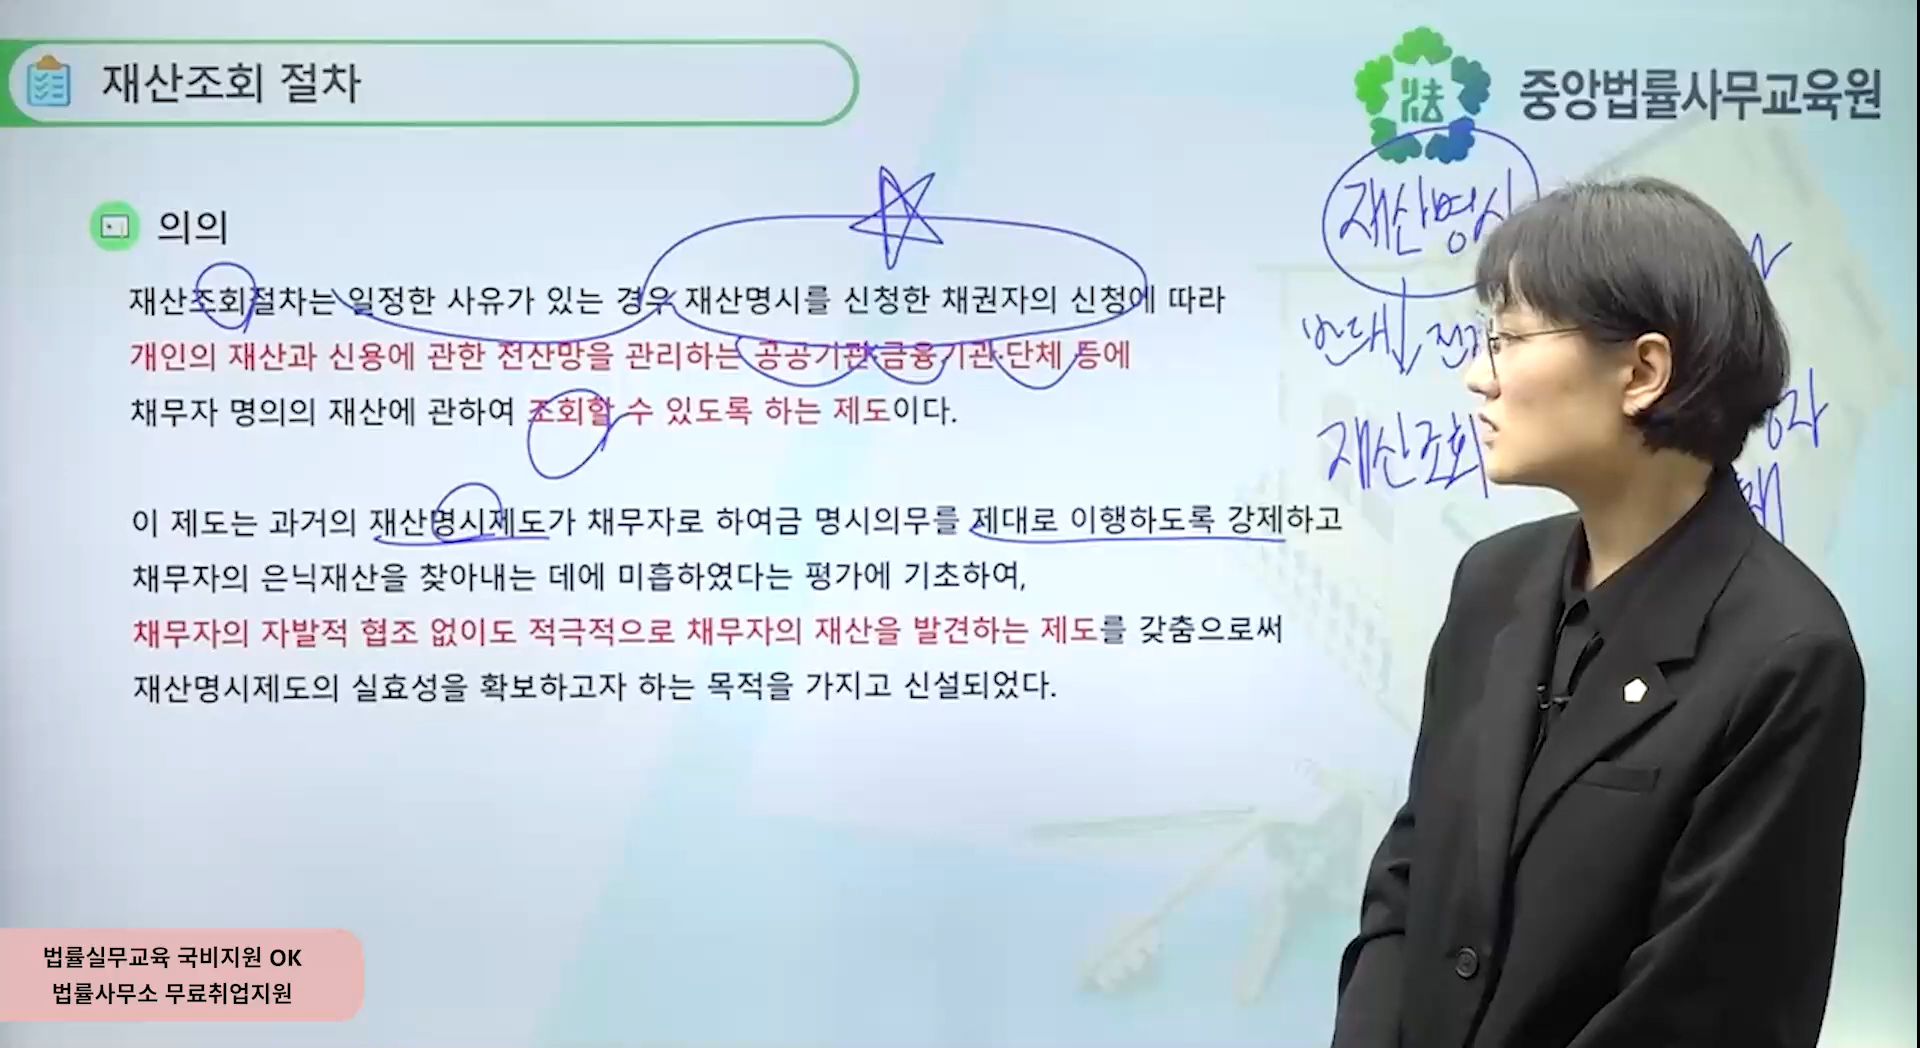 재산조회 절차
중앙법률사무교육원
法
의의
재산조회절차는 일정한 사유가 있는 경우 재산명시를 신청한 채권자의 신청에 따라
개인의 재산과 신용에 관한 전산망을 관리하는 공공기관·금융기관·단체 등에
채무자 명의의 재산에 관하여 조회할 수 있도록 하는 제도이다.
이 제도는 과거의 재산명시제도가 채무자로 하여금 명시의무를 제대로 이행하도록 강제하고
채무자의 은닉재산을 찾아내는 데에 미흡하였다는 평가에 기초하여,
채무자의 자발적 협조 없이도 적극적으로 채무자의 재산을 발견하는 제도를 갖춤으로써
재산명시제도의 실효성을 확보하고자 하는 목적을 가지고 신설되었다.
재산명시
반드시
재산조회
법률실무교육 국비지원 OK
법률사무소 무료취업지원